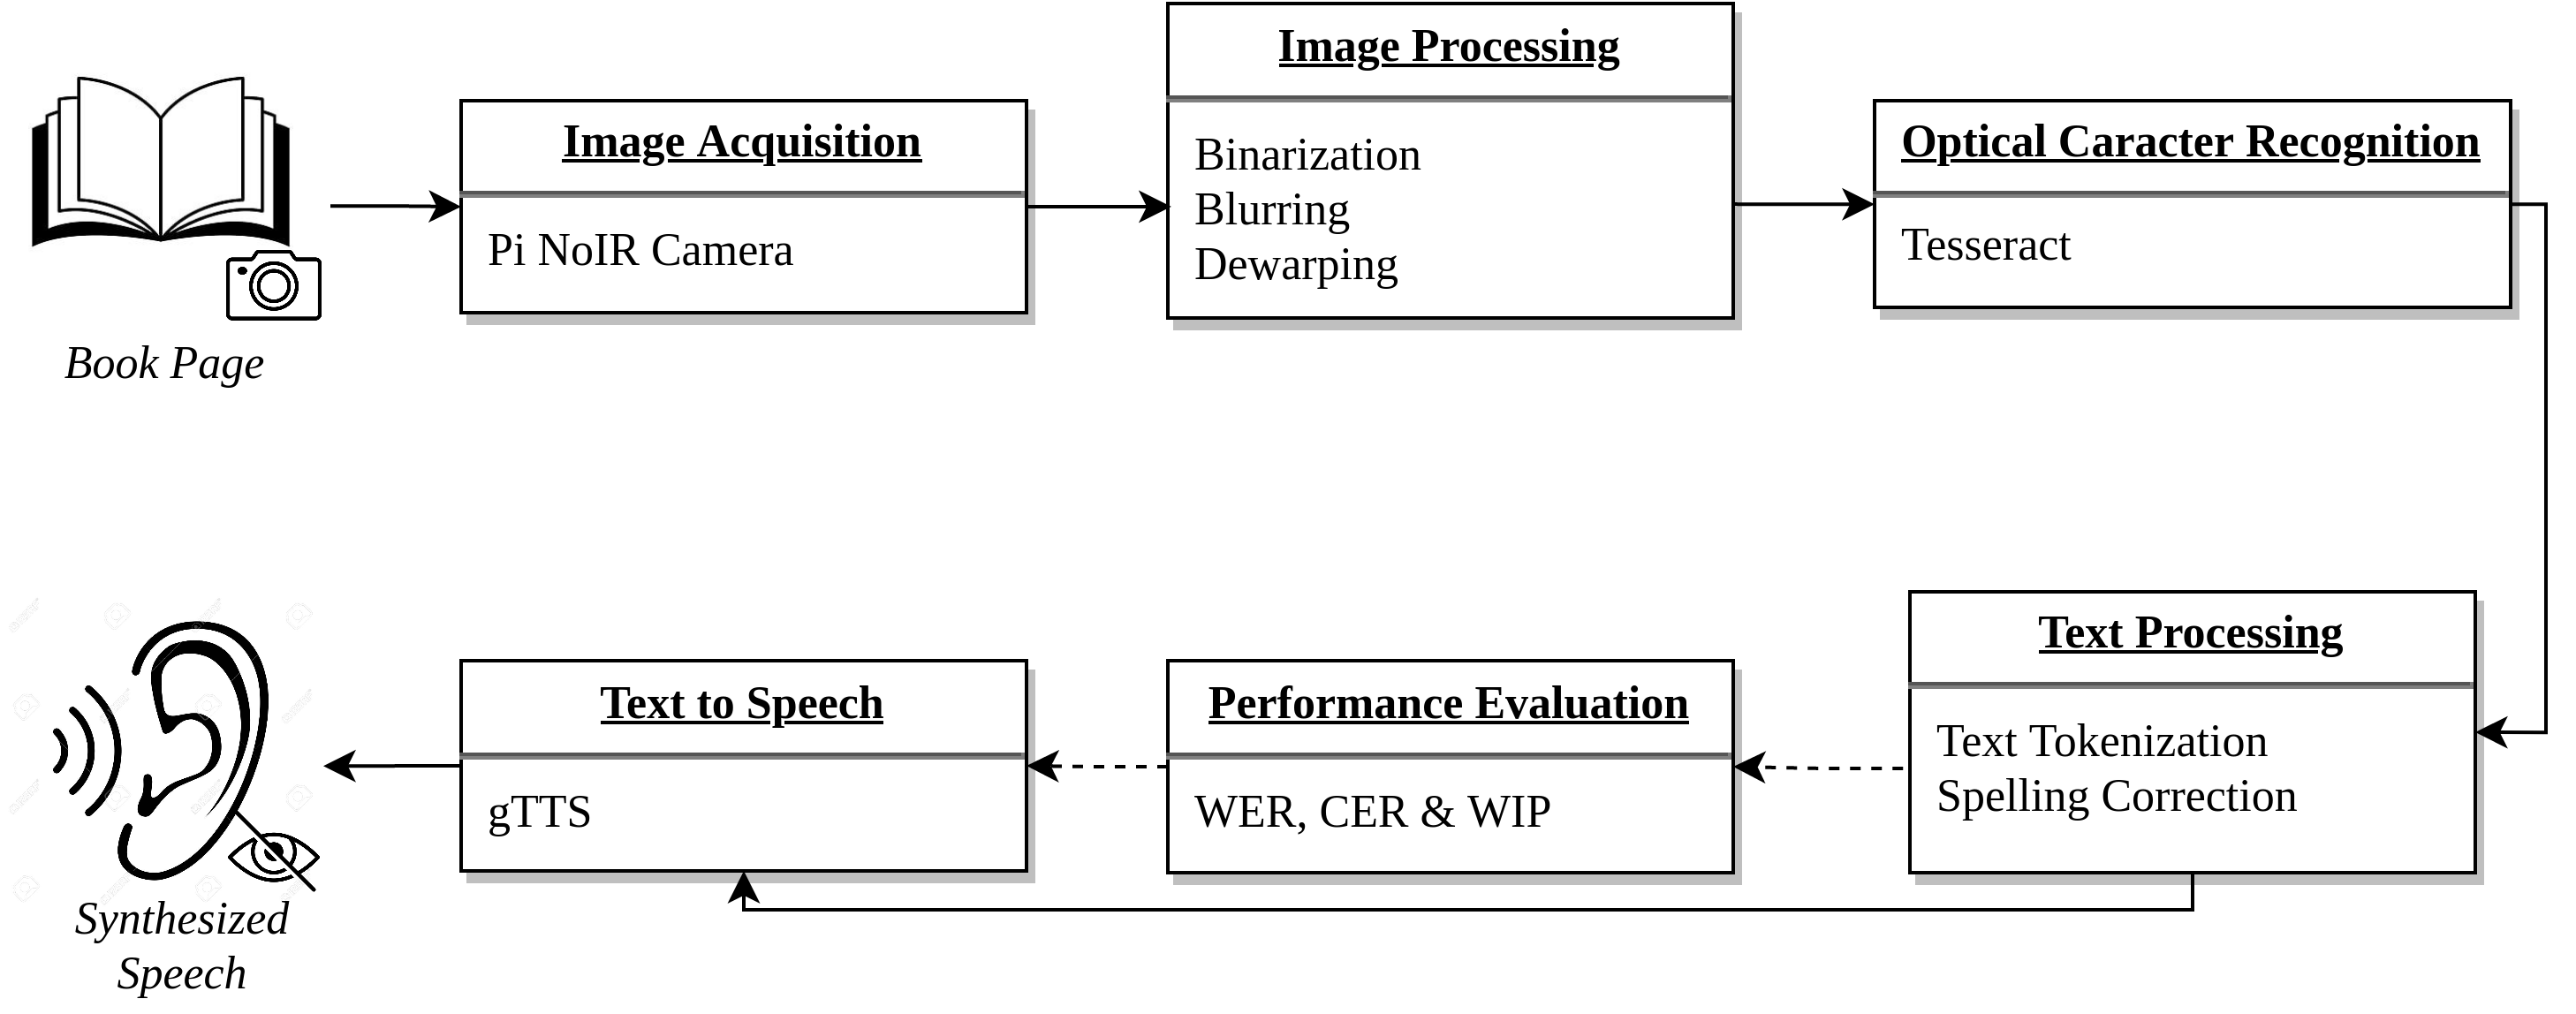 Image Processing
Binarization
Blurring
Dewarping
Image Acquisition
Pi NoIR Camera
Optical Caracter Recognition
Tesseract
Book Page
Text Processing
Text Tokenization
Spelling Correction
Performance Evaluation
WER, CER & WIP
Text to Speech
gTTS
Synthesized
Speech